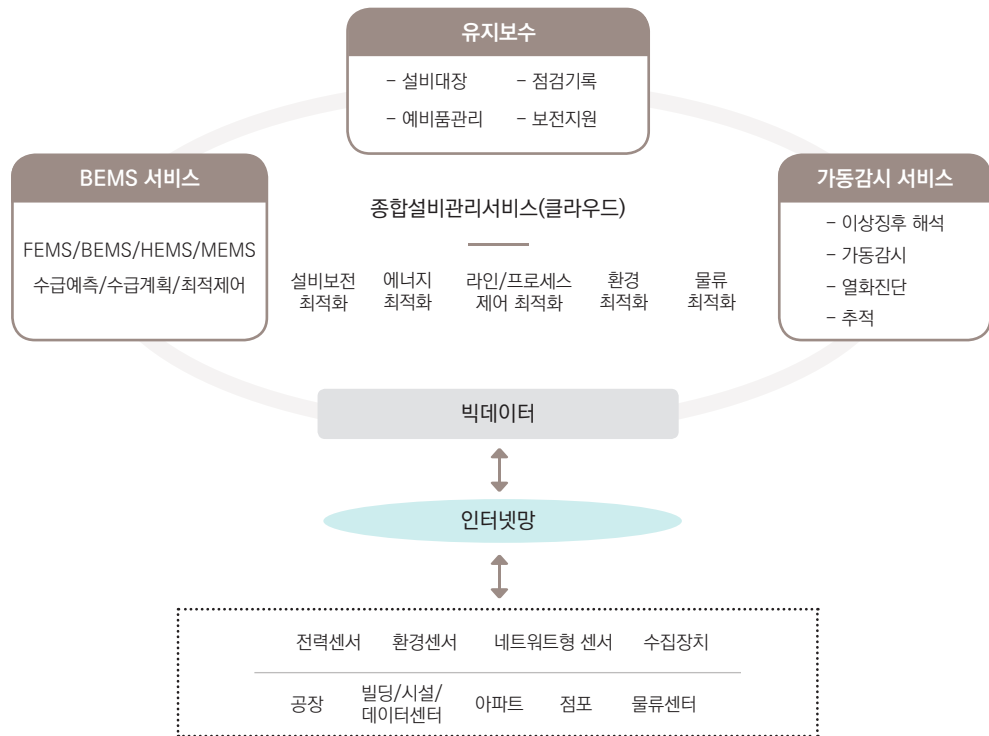 유지보수
- 설비대장 - 점검기록
- 예비품관리 - 보전지원
BEMS 서비스
FEMS/BEMS/HEMS/MEMS
수급예측/수급계획/최적제어
가동감시 서비스
- 이상징후 해석
- 가동감시
- 열화진단
- 추적
종합설비관리서비스(클라우드)
설비보전 에너지 라인/프로세스 환경 물류
최적화 최적화 제어 최적화 최적화 최적화
빅데이터
인터넷망
전력센서 환경센서 네트워트형 센서 수집장치
공장 빌딩/시설/ 아파트 점포 물류센터
데이터센터